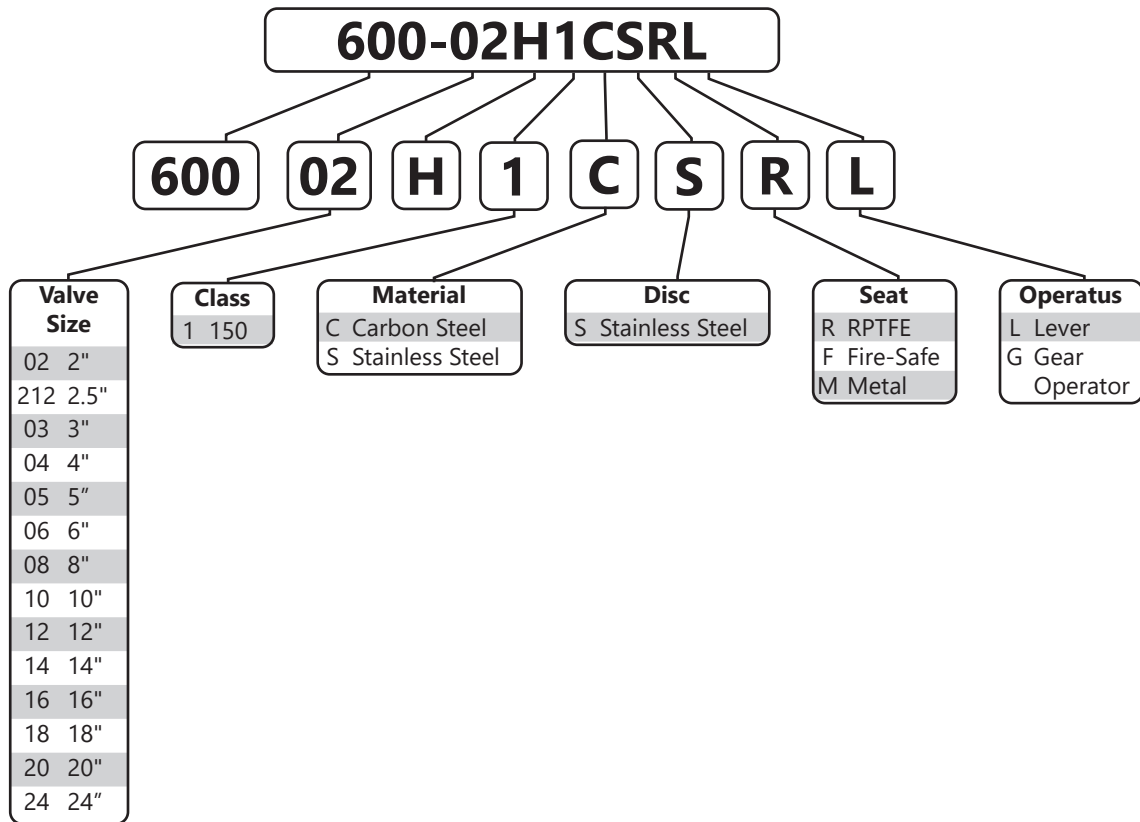 600-02H1CSRL
600 02 H 1 C S R L
Valve
Size
02 2"
212 2.5"
03 3"
04 4"
05 5"
06 6"
08 8"
10 10"
12 12"
14 14"
16 16"
18 18"
20 20"
24 24"
Class
1 150
Material
C Carbon Steel
S Stainless Steel
Disc
S Stainless Steel
Seat
R RPTFE
F Fire-Safe
M Metal
Operatus
L Lever
G Gear
Operator